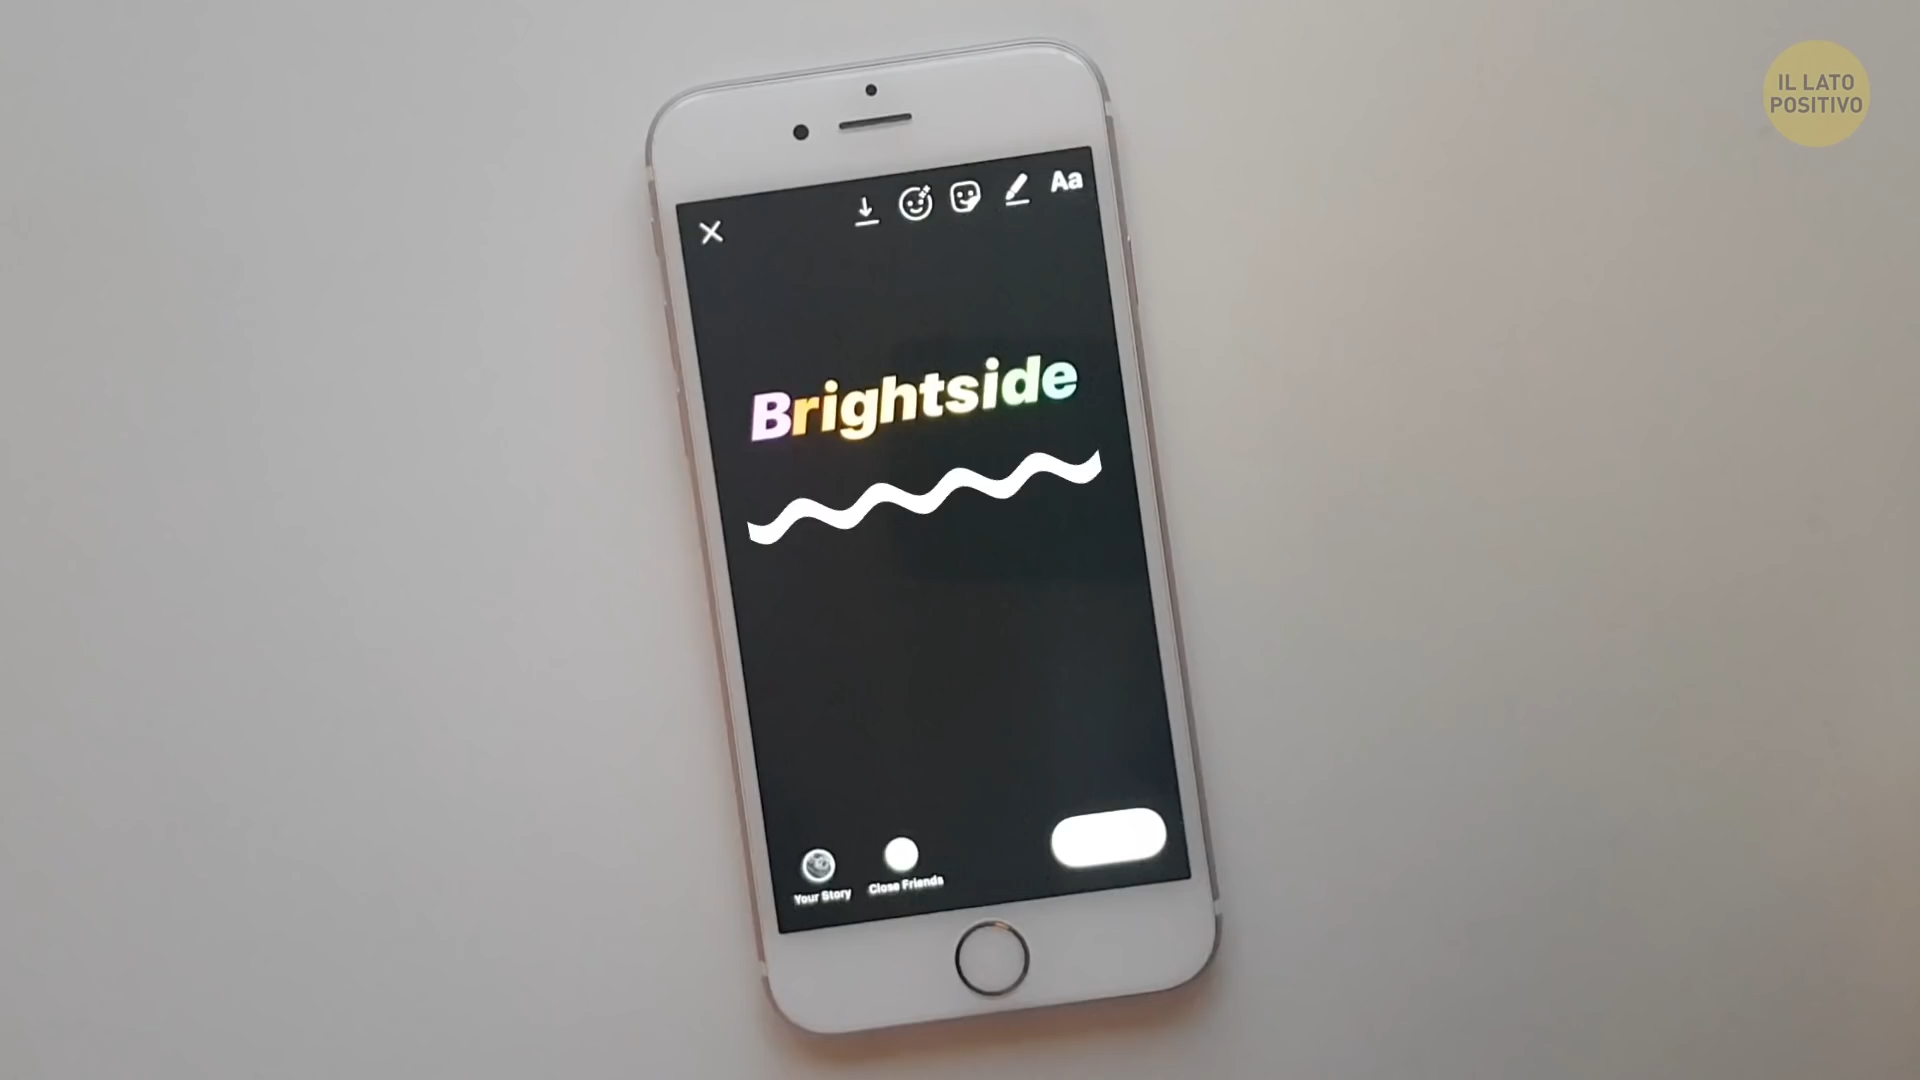 IL LATO
POSITIVO
Aa
Brightside
Your Story
Close Friends